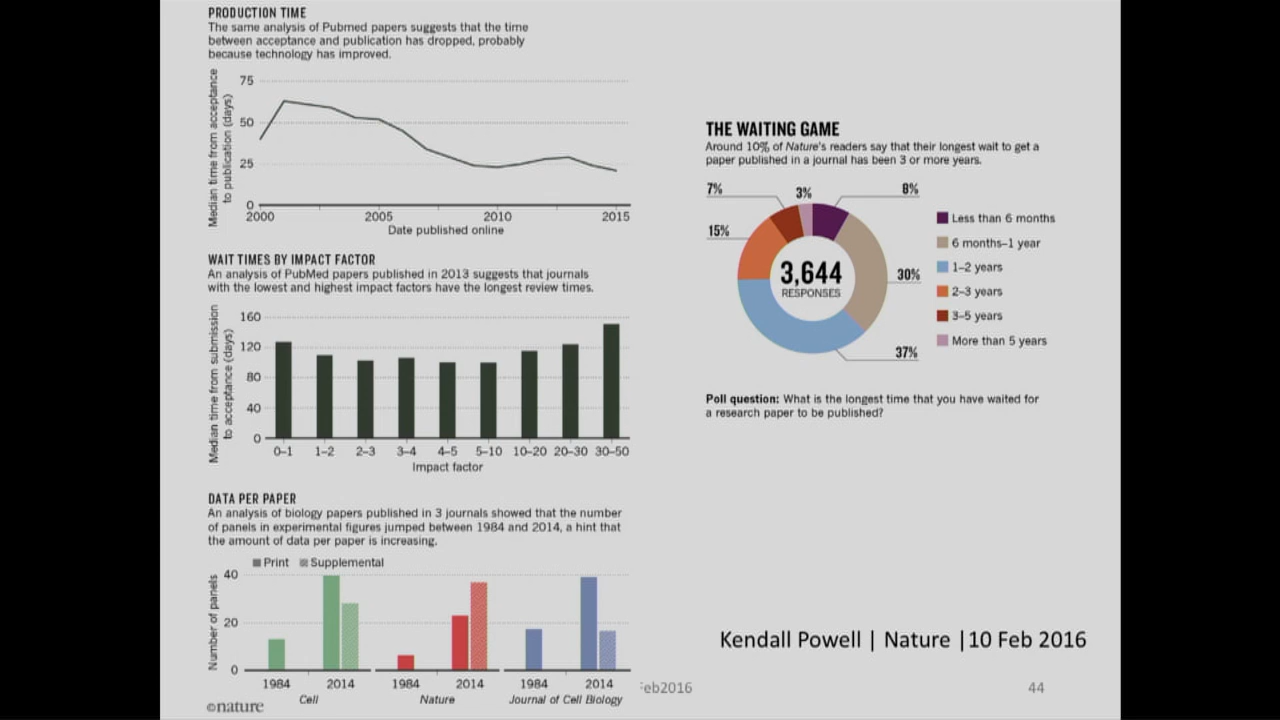 PRODUCTION TIME
The same analysis of Pubmed papers suggests that the time
between acceptance and publication has dropped, probably
because technology has improved.
Median time from acceptance
to publication (days)
75
50
25
0
2000
2005
2010
2015
Date published online
WAIT TIMES BY IMPACT FACTOR
An analysis of PubMed papers published in 2013 suggests that journals
with the lowest and highest impact factors have the longest review times.
Median time from submission
to acceptance (days)
160
120
80
40
0
0–1
1–2
2–3
3–4
4–5
5–10
10–20
20–30
30–50
Impact factor
DATA PER PAPER
An analysis of biology papers published in 3 journals showed that the number
of panels in experimental figures jumped between 1984 and 2014, a hint that
the amount of data per paper is increasing.
Print
Supplemental
Number of panels
40
20
0
1984
2014
1984
2014
1984
2014
Cell
Nature
Journal of Cell Biology
©nature
THE WAITING GAME
Around 10% of Nature's readers say that their longest wait to get a
paper published in a journal has been 3 or more years.
7%
3%
8%
15%
30%
37%
3,644
RESPONSES
Less than 6 months
6 months–1 year
1–2 years
2–3 years
3–5 years
More than 5 years
Poll question: What is the longest time that you have waited for
a research paper to be published?
Kendall Powell | Nature |10 Feb 2016
Feb2016
44